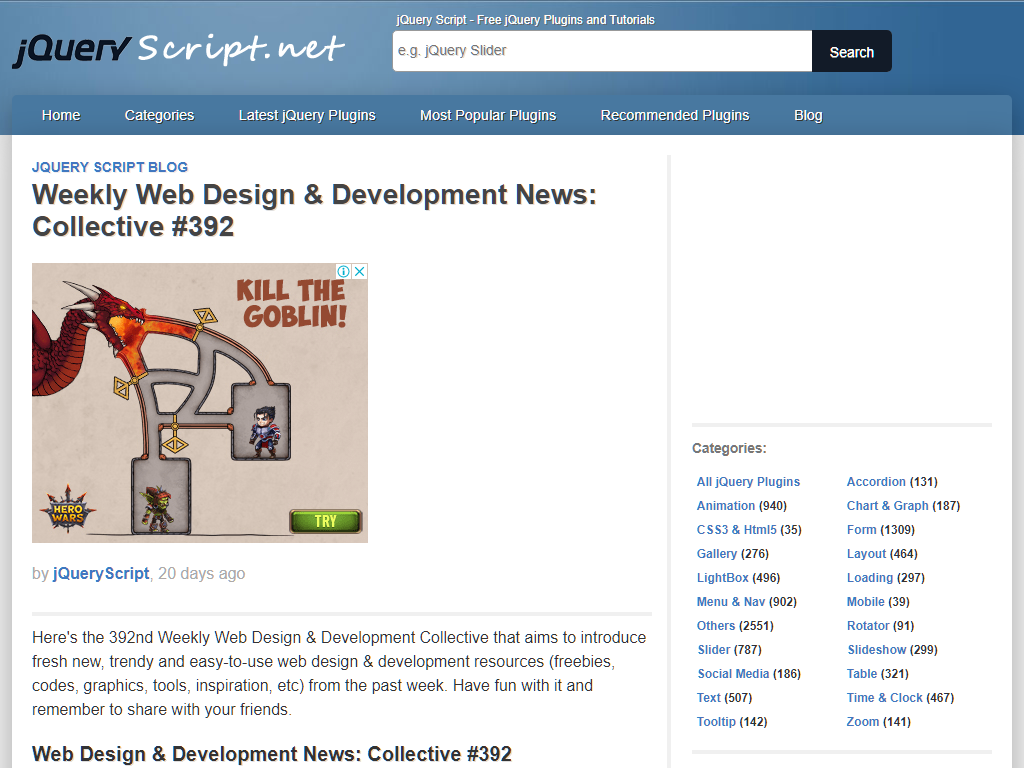 jQuery Script - Free jQuery Plugins and Tutorials
jQuery Script.net
e.g. jQuery Slider
Search
Home
Categories
Latest jQuery Plugins
Most Popular Plugins
Recommended Plugins
Blog
JQUERY SCRIPT BLOG
Weekly Web Design & Development News:
Collective #392
KILL THE
GOBLIN!
HERO
WARS
TRY
by jQueryScript, 20 days ago
Here's the 392nd Weekly Web Design & Development Collective that aims to introduce
fresh new, trendy and easy-to-use web design & development resources (freebies,
codes, graphics, tools, inspiration, etc) from the past week. Have fun with it and
remember to share with your friends.
Web Design & Development News: Collective #392
Categories:
All jQuery Plugins
Accordion (131)
Animation (940)
Chart & Graph (187)
CSS3 & Html5 (35)
Form (1309)
Gallery (276)
Layout (464)
LightBox (496)
Loading (297)
Menu & Nav (902)
Mobile (39)
Others (2551)
Rotator (91)
Slider (787)
Slideshow (299)
Social Media (186)
Table (321)
Text (507)
Time & Clock (467)
Tooltip (142)
Zoom (141)